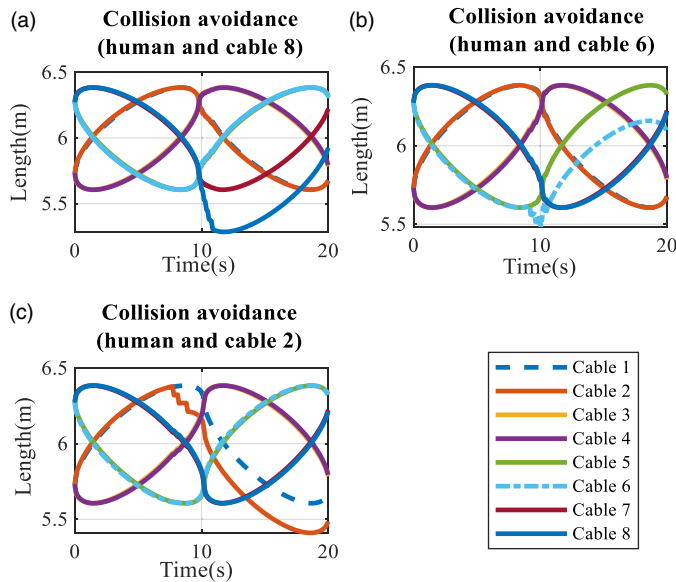 (a)
Collision avoidance
(human and cable 8)
6.5
6
5.5
Length(m)
0
10
20
Time(s)
(b)
Collision avoidance
(human and cable 6)
6.5
6
5.5
Length(m)
0
10
20
Time(s)
(c)
Collision avoidance
(human and cable 2)
6.5
6
5.5
Length(m)
0
10
20
Time(s)
Cable 1
Cable 2
Cable 3
Cable 4
Cable 5
Cable 6
Cable 7
Cable 8